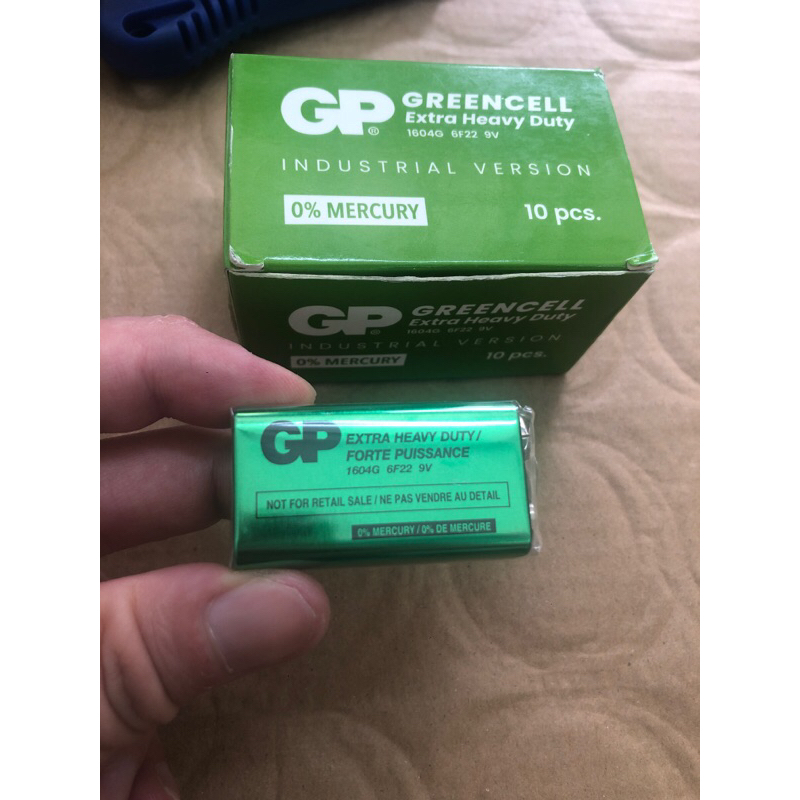 GP® GREENCELL
Extra Heavy Duty
1604G 6F22 9V
INDUSTRIAL VERSION
0% MERCURY
10 pcs.
GP® GREENCELL
Extra Heavy Duty
1604G 6F22 9V
INDUSTRIAL VERSION
0% MERCURY
10 pcs.
GP EXTRA HEAVY DUTY/
FORTE PUISSANCE
1604G 6F22 9V
NOT FOR RETAIL SALE / NE PAS VENDRE AU DETAIL
0% MERCURY / 0% DE MERCURE